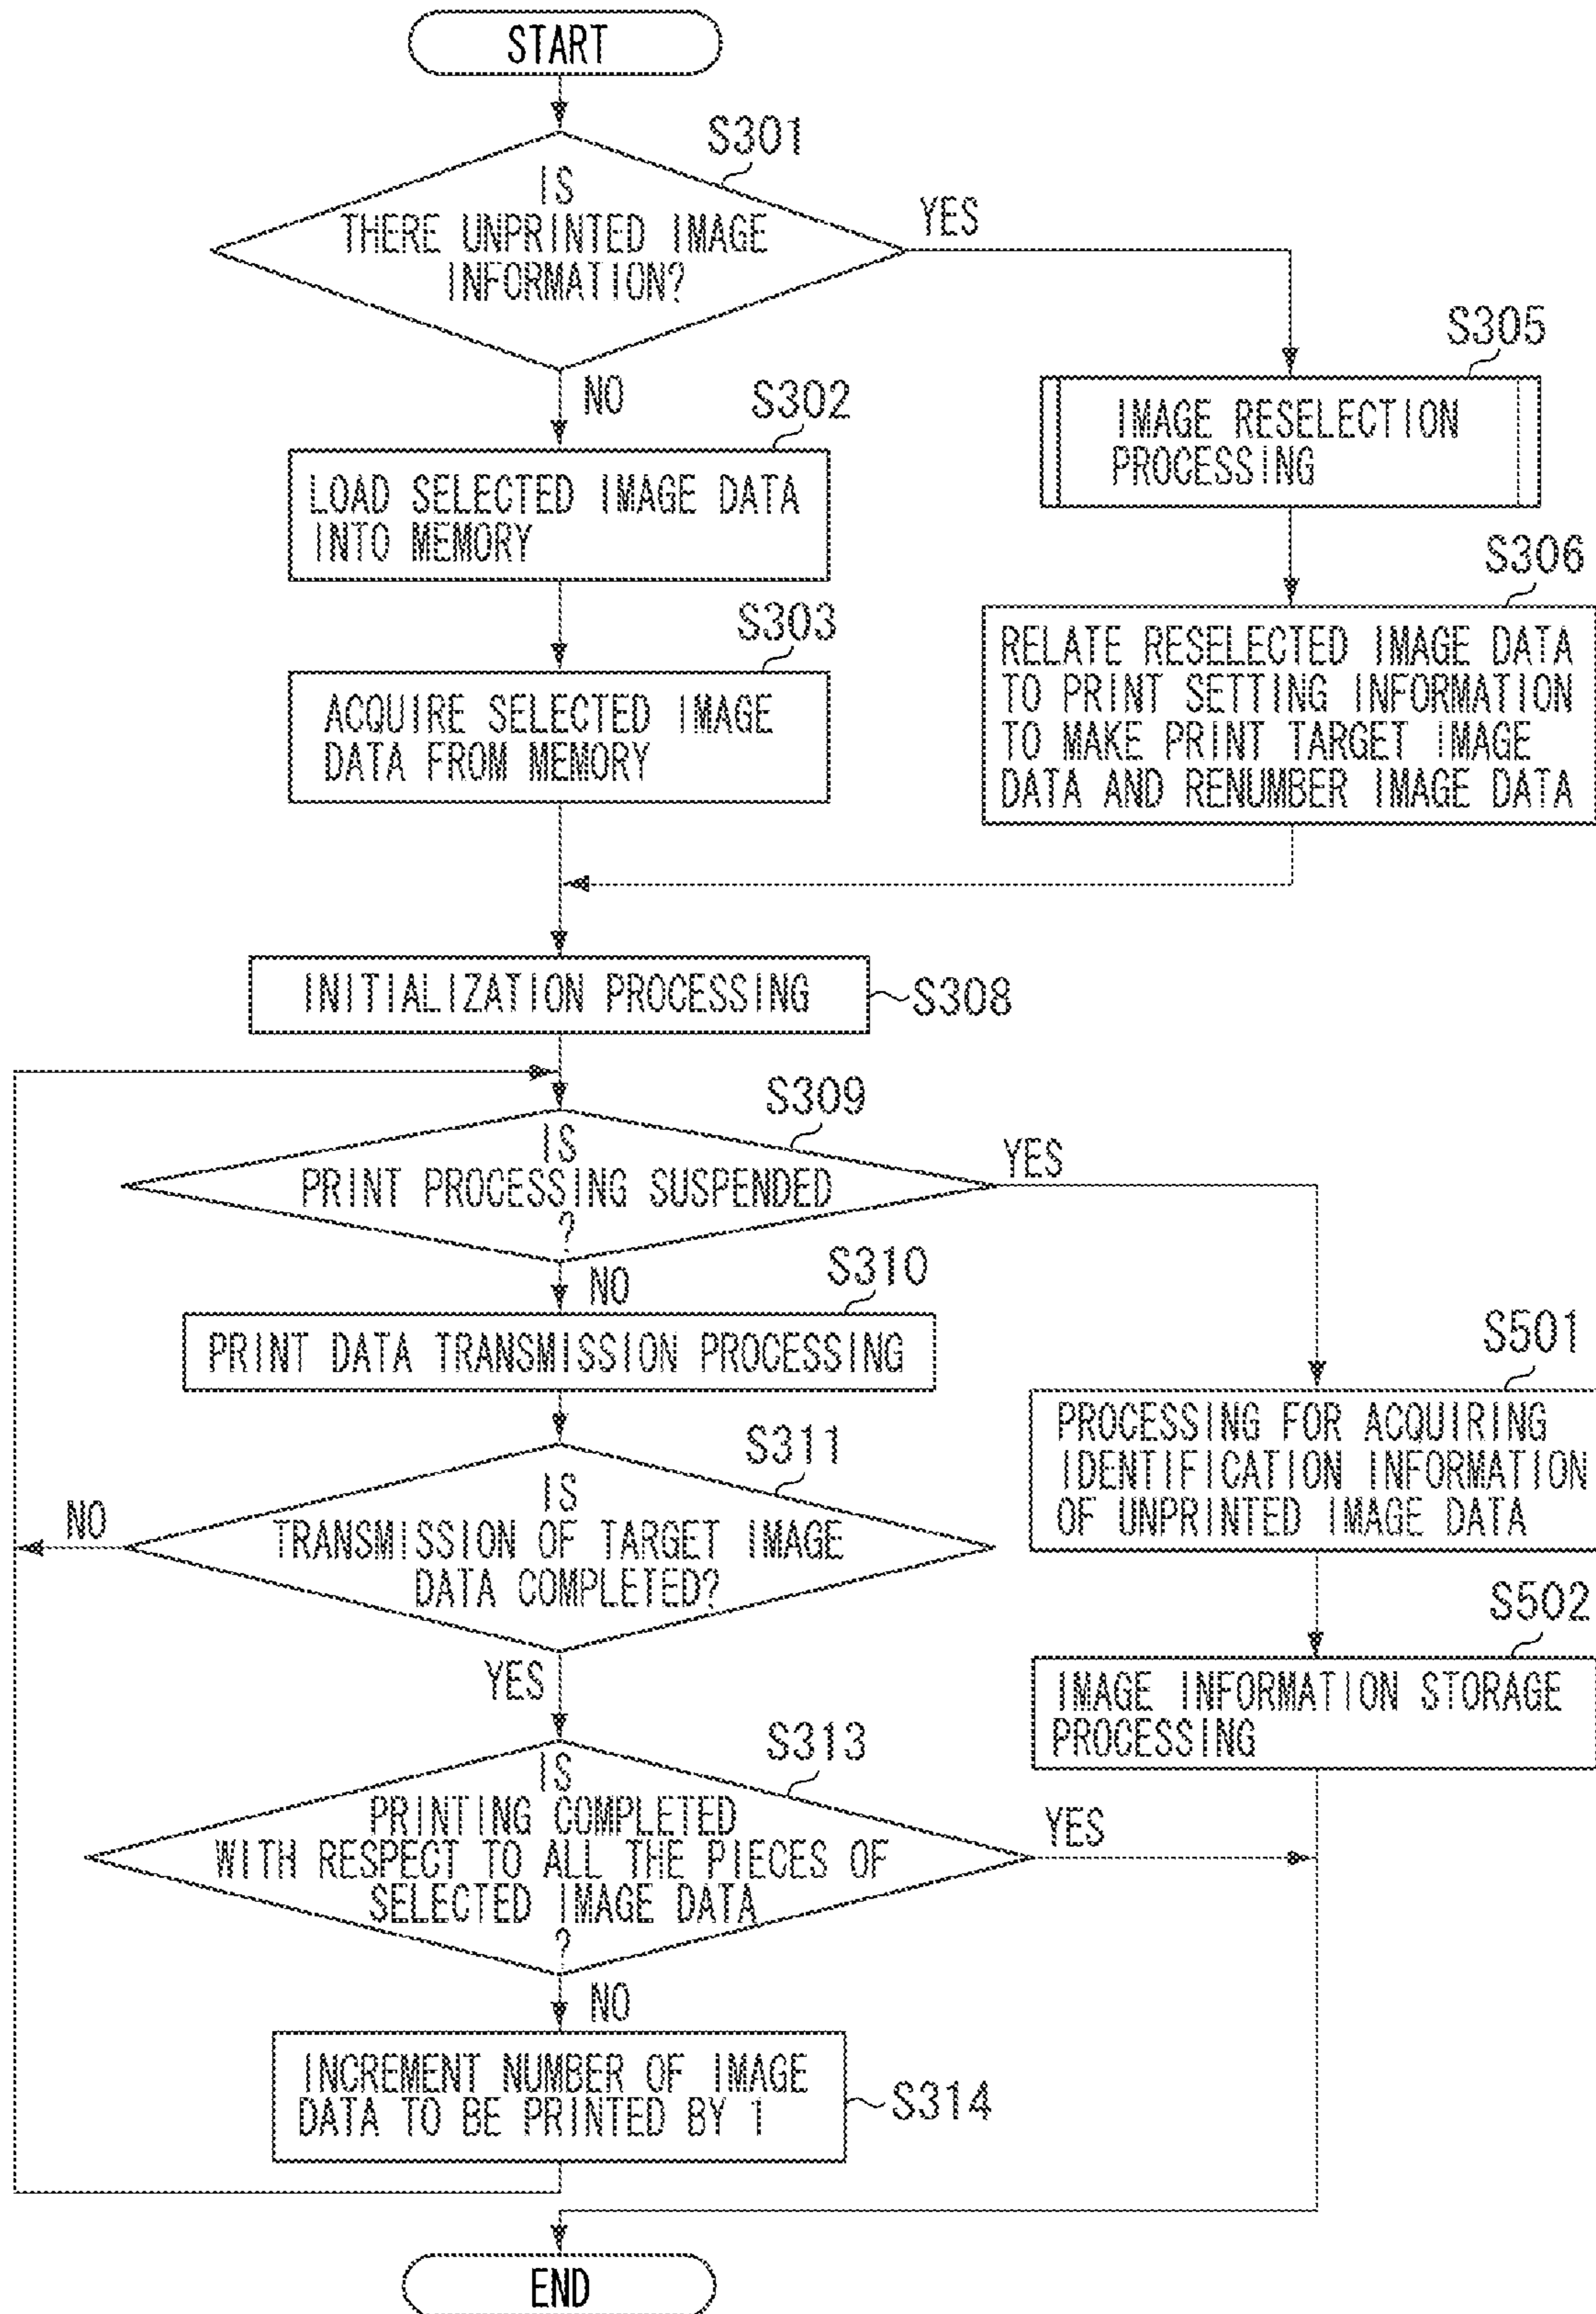 START
S301
IS
THERE UNPRINTED IMAGE
INFORMATION?
YES
NO
S302
LOAD SELECTED IMAGE DATA
INTO MEMORY
S303
ACQUIRE SELECTED IMAGE
DATA FROM MEMORY
S305
IMAGE RESELECTION
PROCESSING
S306
RELATE RESELECTED IMAGE DATA
TO PRINT SETTING INFORMATION
TO MAKE PRINT TARGET IMAGE
DATA AND RENUMBER IMAGE DATA
INITIALIZATION PROCESSING
S308
S309
IS
PRINT PROCESSING SUSPENDED
?
YES
NO
S310
PRINT DATA TRANSMISSION PROCESSING
S311
IS
TRANSMISSION OF TARGET IMAGE
DATA COMPLETED?
NO
YES
S501
PROCESSING FOR ACQUIRING
IDENTIFICATION INFORMATION
OF UNPRINTED IMAGE DATA
S502
IMAGE INFORMATION STORAGE
PROCESSING
S313
IS
PRINTING COMPLETED
WITH RESPECT TO ALL THE PIECES OF
SELECTED IMAGE DATA
?
YES
NO
INCREMENT NUMBER OF IMAGE
DATA TO BE PRINTED BY 1
S314
END